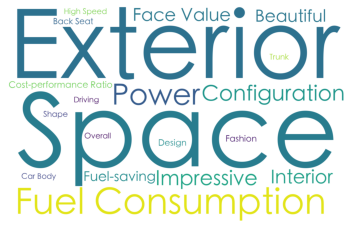 High Speed
Face Value
Beautiful
Back Seat
Exterior
Trunk
Cost-performance Ratio
Power
Configuration
Driving
Shape
Space
Overall
Design
Fashion
Car Body
Fuel-saving
Impressive
Interior
Fuel Consumption